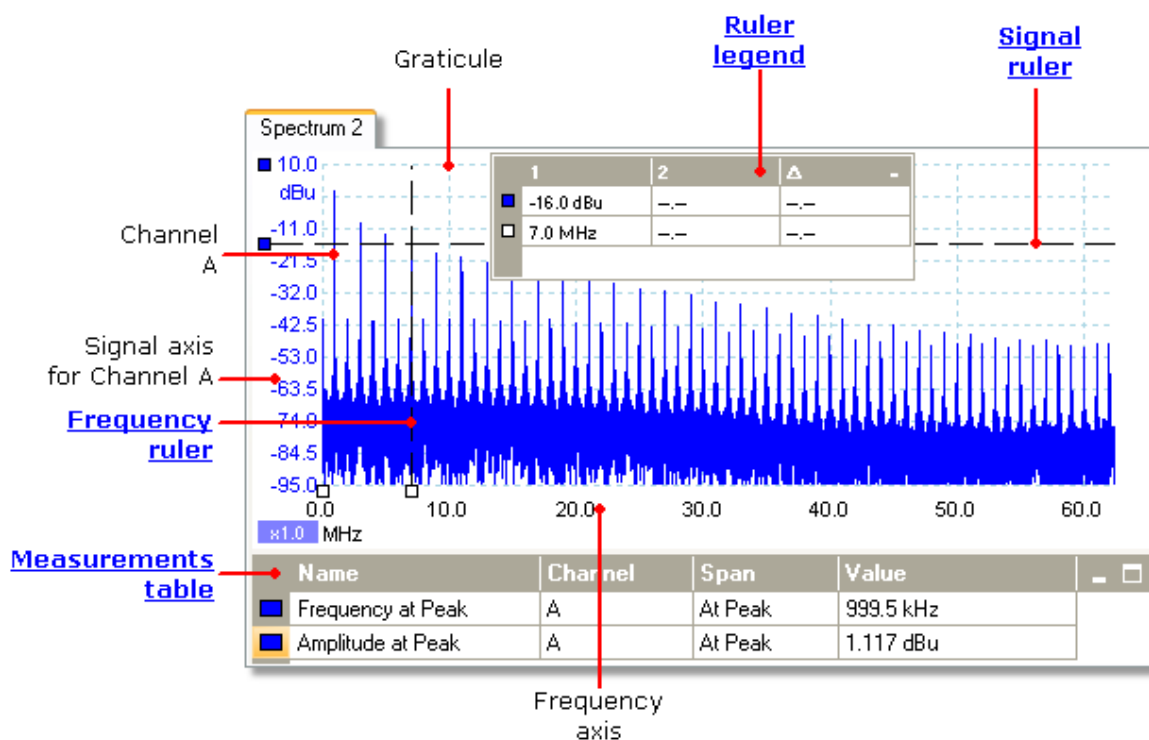 Graticule
Ruler
legend
Signal
ruler
Spectrum 2
10.0
dBu
-11.0
-21.5
-32.0
-42.5
-53.0
-63.5
-74.0
-84.5
-95.0
1 2 Δ -
-16.0 dBu --.-- --.-- 
7.0 MHz --.-- --.--
Channel
A
Signal axis
for Channel A
Frequency
ruler
0.0 10.0 20.0 30.0 40.0 50.0 60.0
x1.0 MHz
Measurements
table
Name Channel Span Value
Frequency at Peak A At Peak 999.5 kHz
Amplitude at Peak A At Peak 1.117 dBu
Frequency
axis